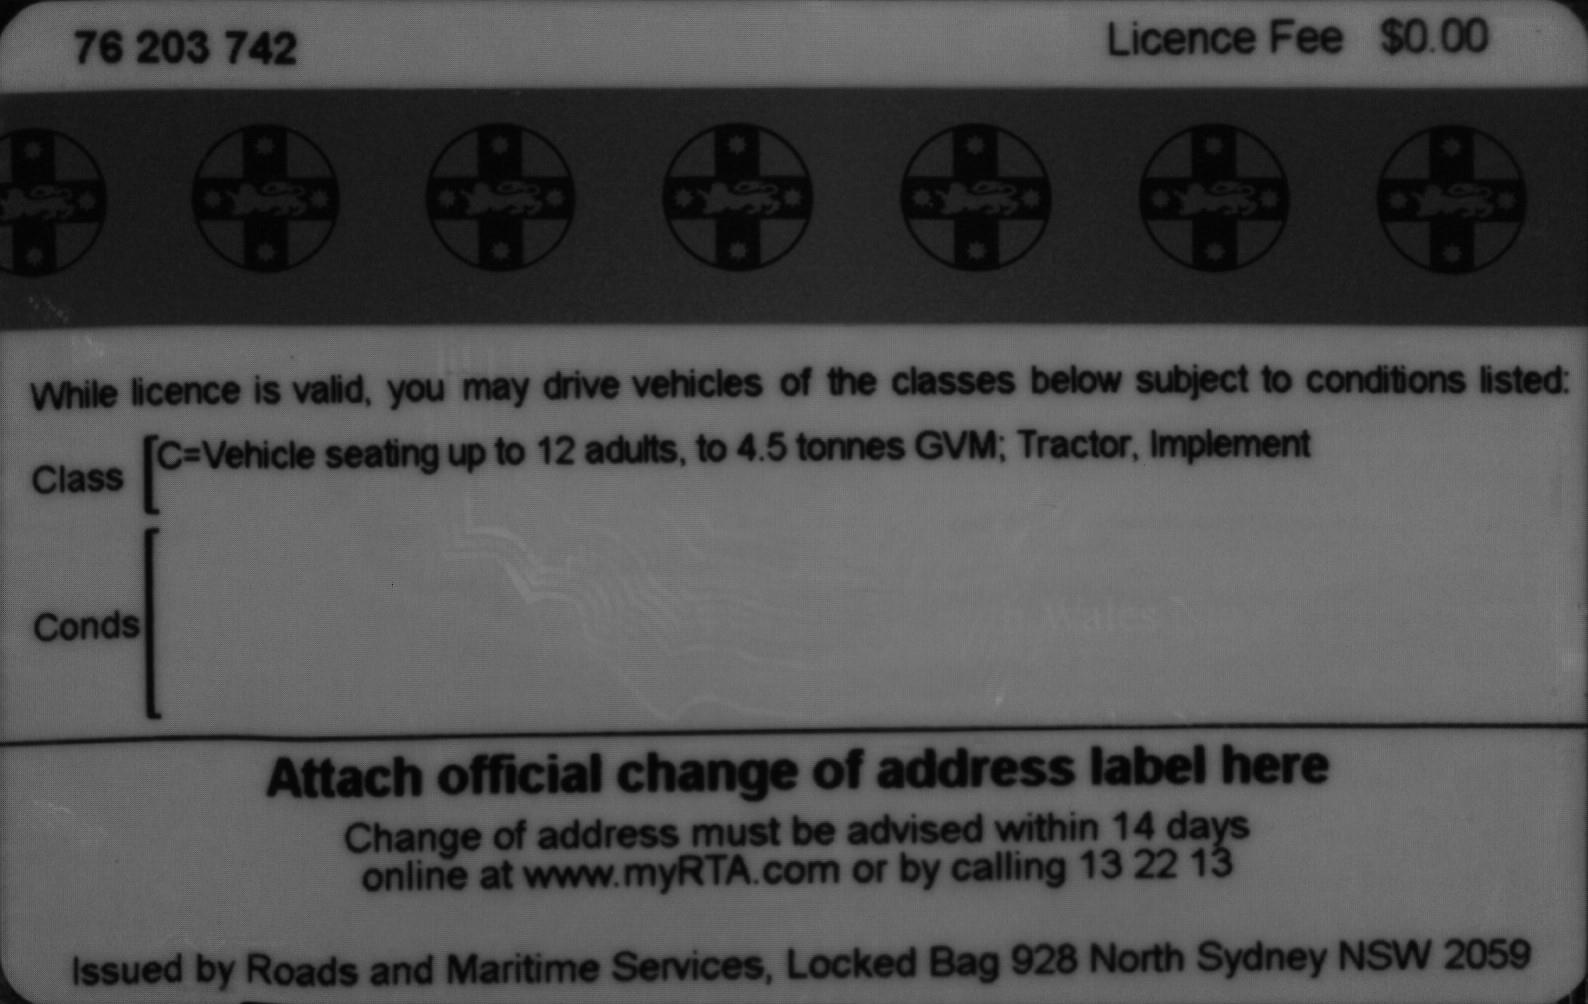 76 203 742 Licence Fee $0.00
While licence is valid, you may drive vehicles of the classes below subject to conditions listed:
Class [C=Vehicle seating up to 12 adults, to 4.5 tonnes GVM; Tractor, Implement
h Wales
Conds [
Attach official change of address label here
Change of address must be advised within 14 days
online at www.myRTA.com or by calling 13 22 13
Issued by Roads and Maritime Services, Locked Bag 928 North Sydney NSW 2059